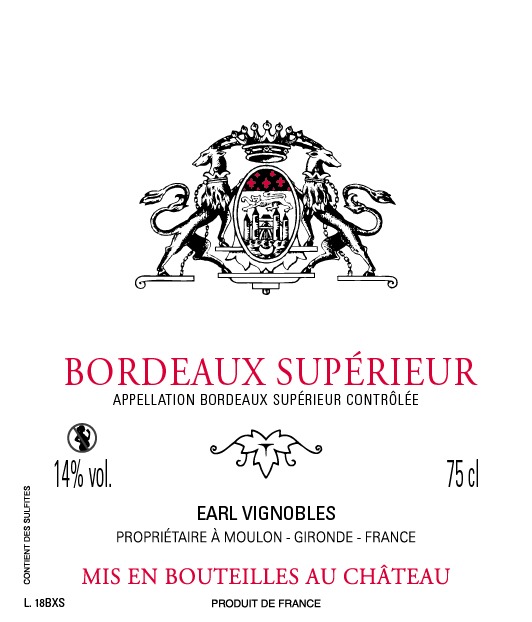 BORDEAUX SUPÉRIEUR
APPELLATION BORDEAUX SUPÉRIEUR CONTRÔLÉE
14% vol.
75 cl
EARL VIGNOBLES
PROPRIÉTAIRE À MOULON - GIRONDE - FRANCE
CONTIENT DES SULFITES
MIS EN BOUTEILLES AU CHÂTEAU
L. 18BXS
PRODUIT DE FRANCE